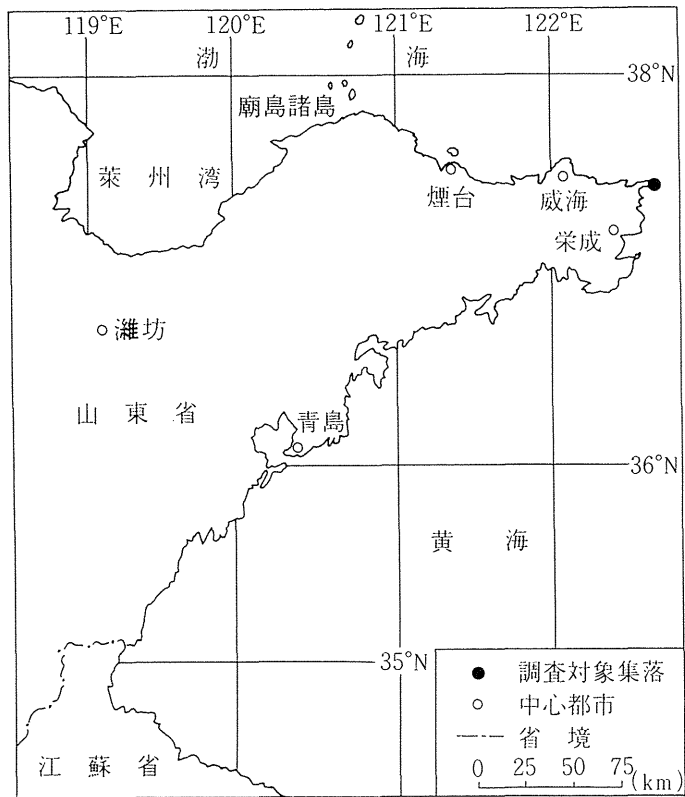 119°E 120°E 121°E 122°E
渤海
38°N
廟島諸島
萊州湾
煙台
威海
栄成
濰坊
山東省
青島
36°N
黄海
35°N
● 調査対象集落
○ 中心都市
省境
江蘇省
0 25 50 75(km)